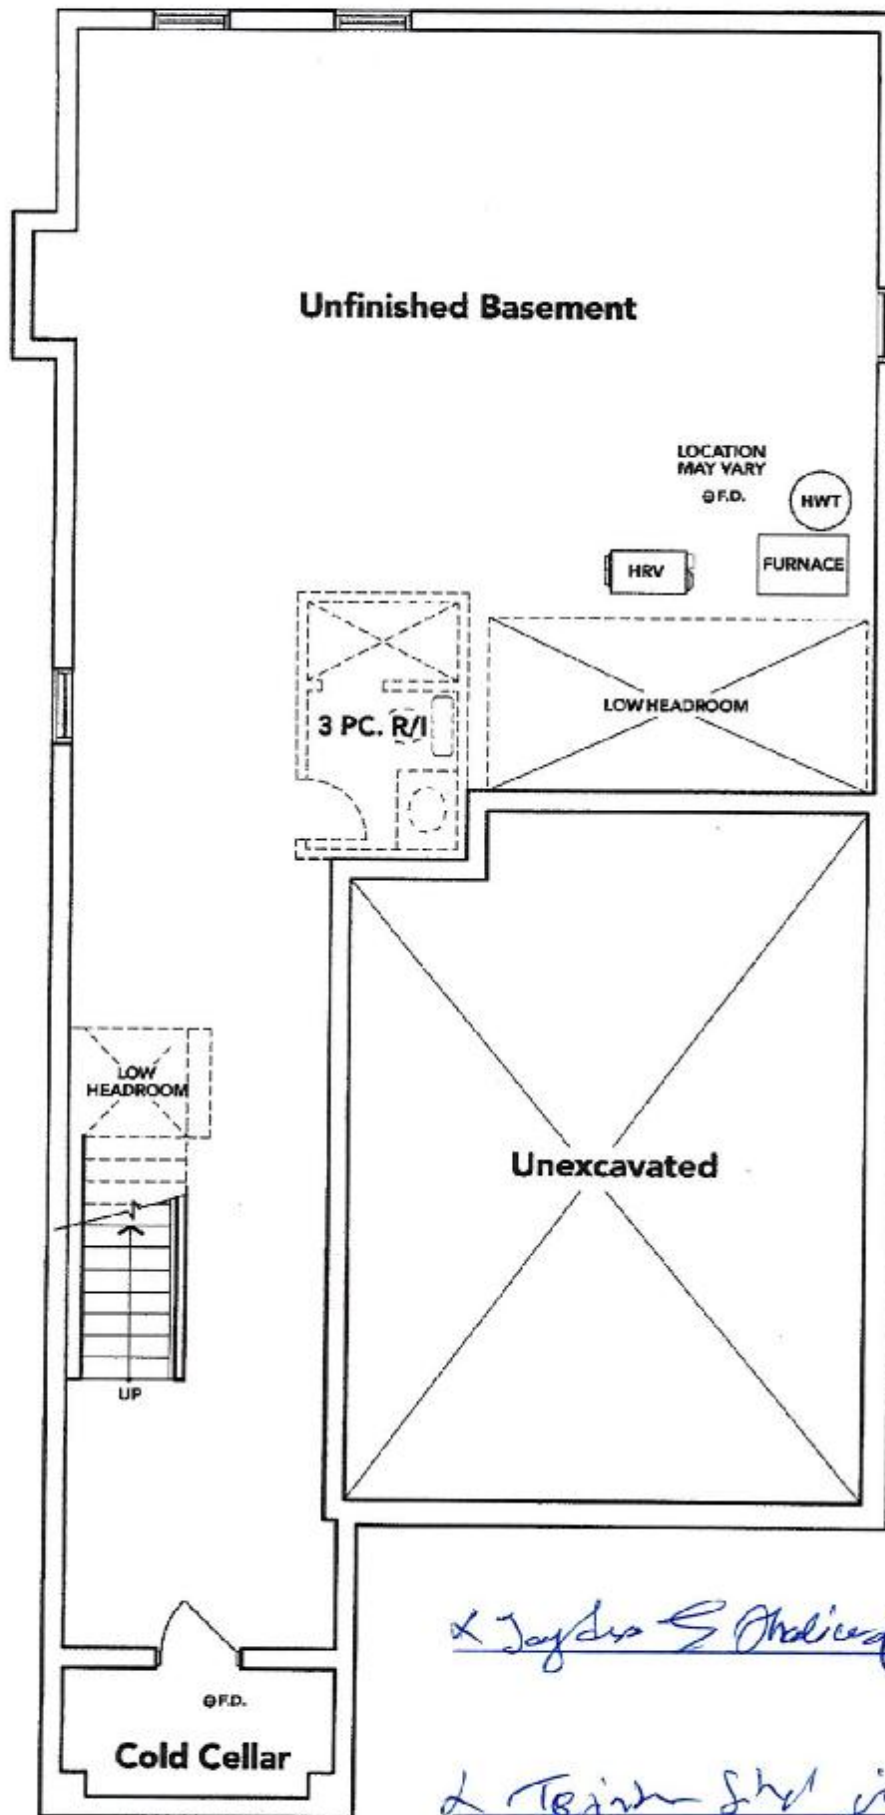 Unfinished Basement
LOCATION
MAY VARY
F.D.
HWT
HRV
FURNACE
LOW HEADROOM
3 PC. R/I
LOW
HEADROOM
Unexcavated
UP
F.D.
Cold Cellar